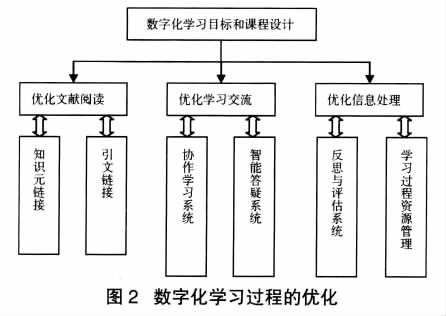 数字化学习目标和课程设计
优化文献阅读
优化学习交流
优化信息处理
知识元链接
引文链接
协作学习系统
智能答疑系统
反思与评估系统
学习过程资源管理
图2 数字化学习过程的优化